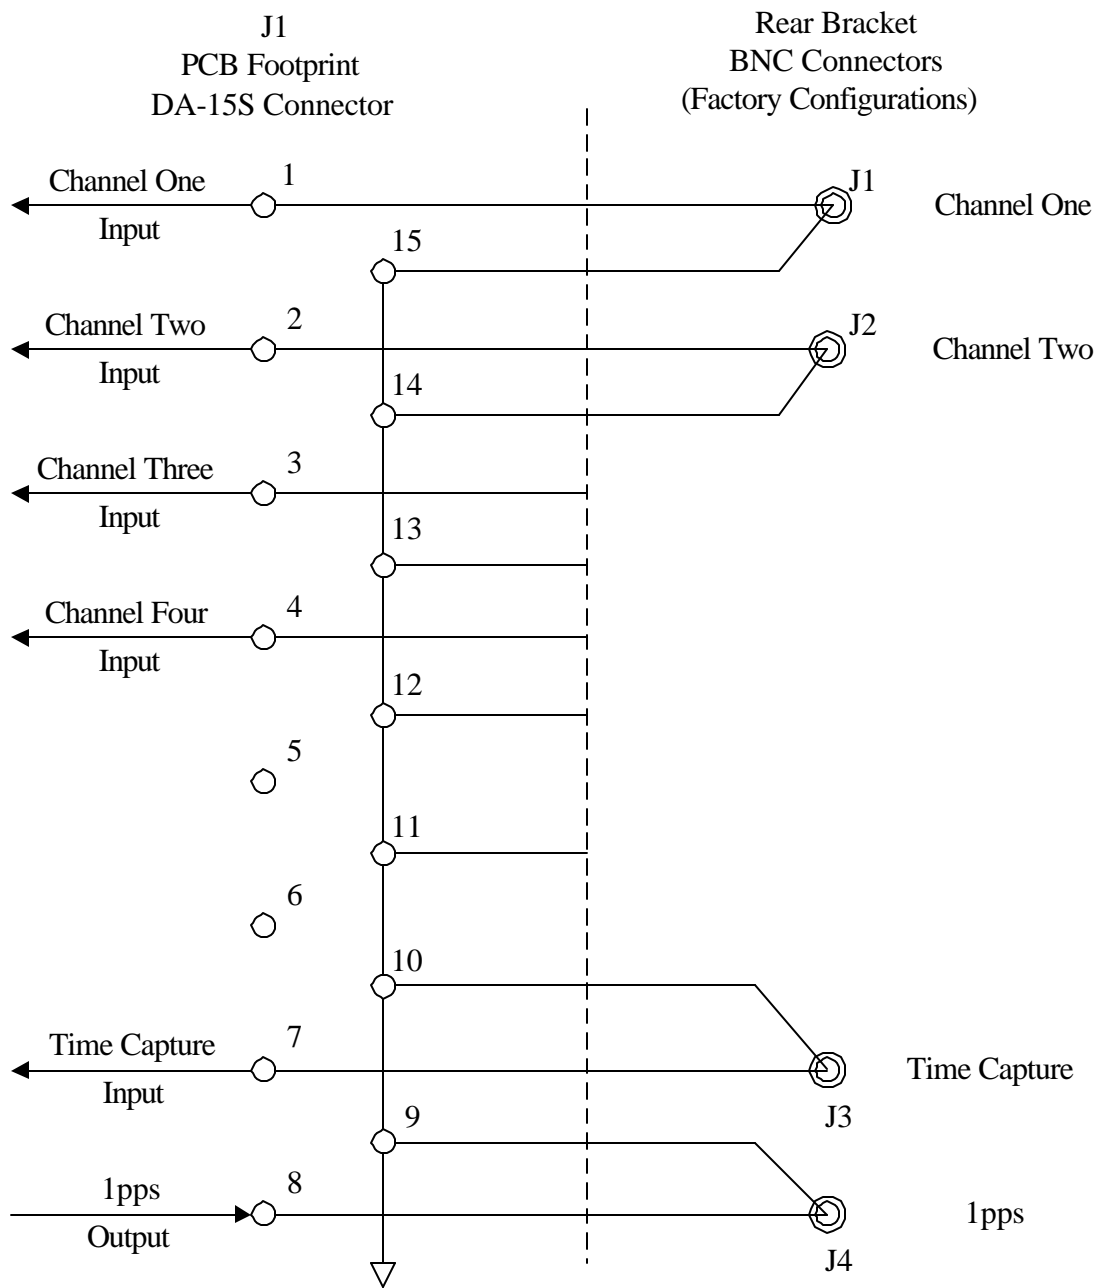 J1
PCB Footprint
DA-15S Connector
Rear Bracket
BNC Connectors
(Factory Configurations)
Channel One
Input
1
J1
Channel One
15
Channel Two
Input
2
J2
Channel Two
14
Channel Three
Input
3
13
Channel Four
Input
4
12
5
11
6
10
Time Capture
Input
7
J3
Time Capture
9
1pps
Output
8
J4
1pps